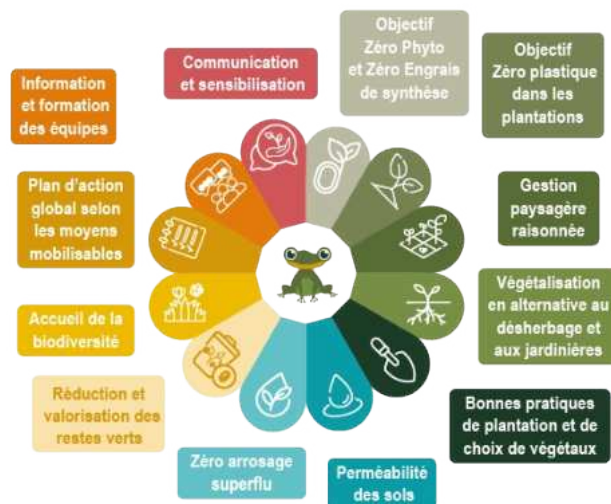 Communication
et sensibilisation
Objectif
Zéro Phyto
et Zéro Engrais
de synthèse
Objectif
Zéro plastique
dans les
plantations
Information
et formation
des équipes
Plan d'action
global selon
les moyens
mobilisables
Gestion
paysagère
raisonnée
Accueil de la
biodiversité
Végétalisation
en alternative au
désherbage et
aux jardinières
Réduction et
valorisation des
restes verts
Bonnes pratiques
de plantation et de
choix de végétaux
Zéro arrosage
superflu
Perméabilité
des sols